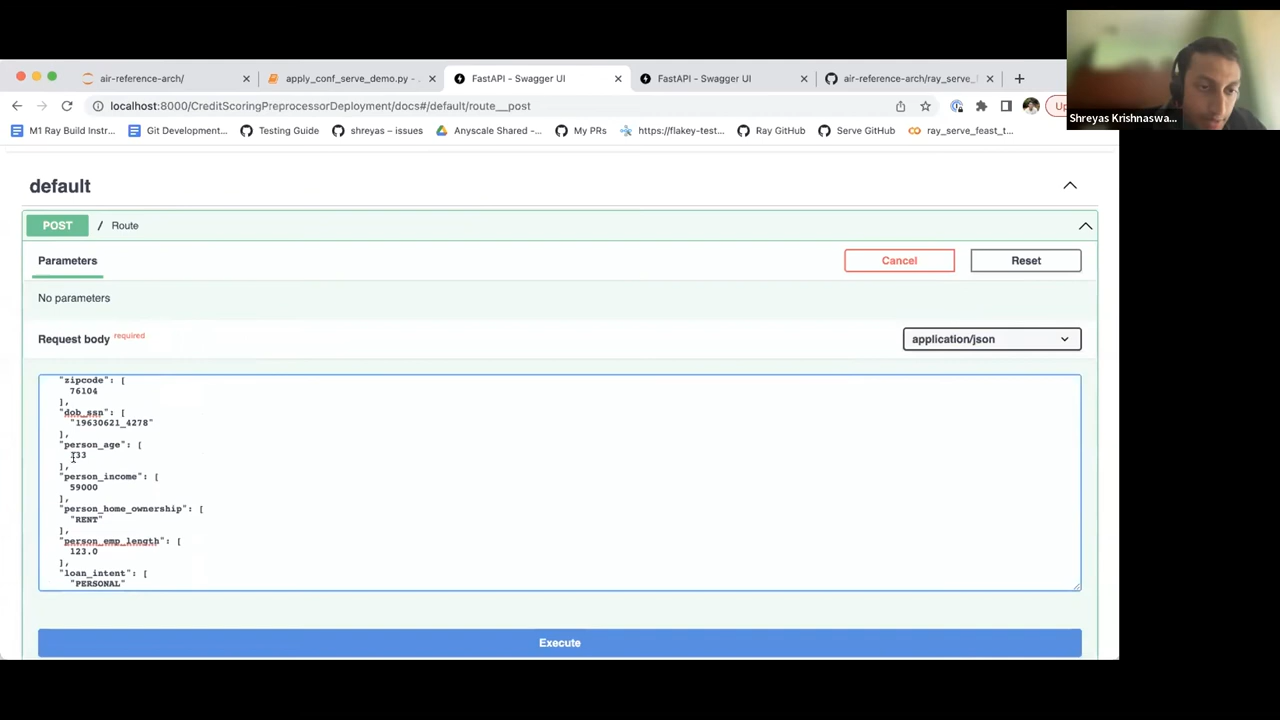 air-reference-arch/
apply_conf_serve_demo.py - .
FastAPI - Swagger UI
FastAPI - Swagger UI
air-reference-arch/ray_serve_
localhost:8000/CreditScoringPreprocessorDeployment/docs#/default/route__post
M1 Ray Build Instr...
Git Development...
Testing Guide
shreyas – issues
Anyscale Shared -...
My PRs
https://flakey-test...
Ray GitHub
Serve GitHub
ray_serve_feast_t...
Shreyas Krishnaswa...
default
POST / Route
Parameters
Cancel
Reset
No parameters
Request body required
application/json
"zipcode": [
76104
],
"dob_ssn": [
"19630621_4278"
],
"person_age": [
33
],
"person_income": [
59000
],
"person_home_ownership": [
"RENT"
],
"person_emp_length": [
123.0
],
"loan_intent": [
"PERSONAL"
Execute